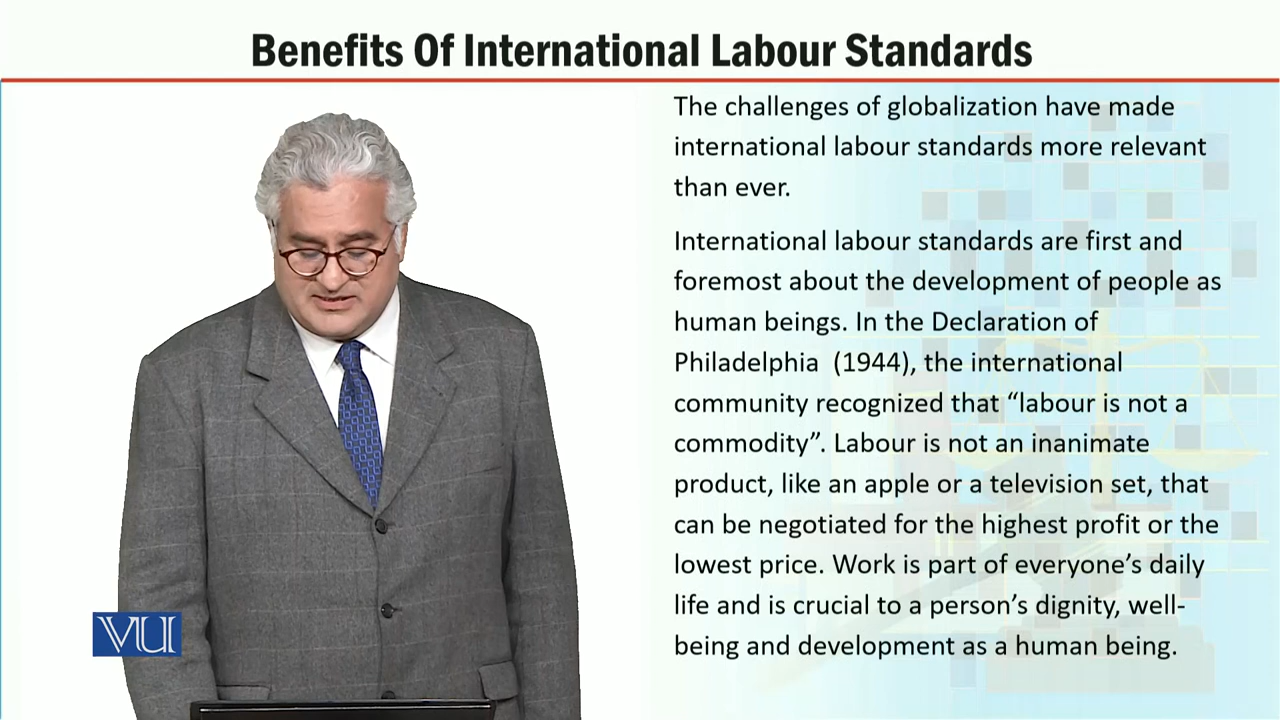 Benefits Of International Labour Standards
The challenges of globalization have made
international labour standards more relevant
than ever.
International labour standards are first and
foremost about the development of people as
human beings. In the Declaration of
Philadelphia  (1944), the international
community recognized that “labour is not a
commodity”. Labour is not an inanimate
product, like an apple or a television set, that
can be negotiated for the highest profit or the
lowest price. Work is part of everyone’s daily
life and is crucial to a person’s dignity, well-
being and development as a human being.
VU